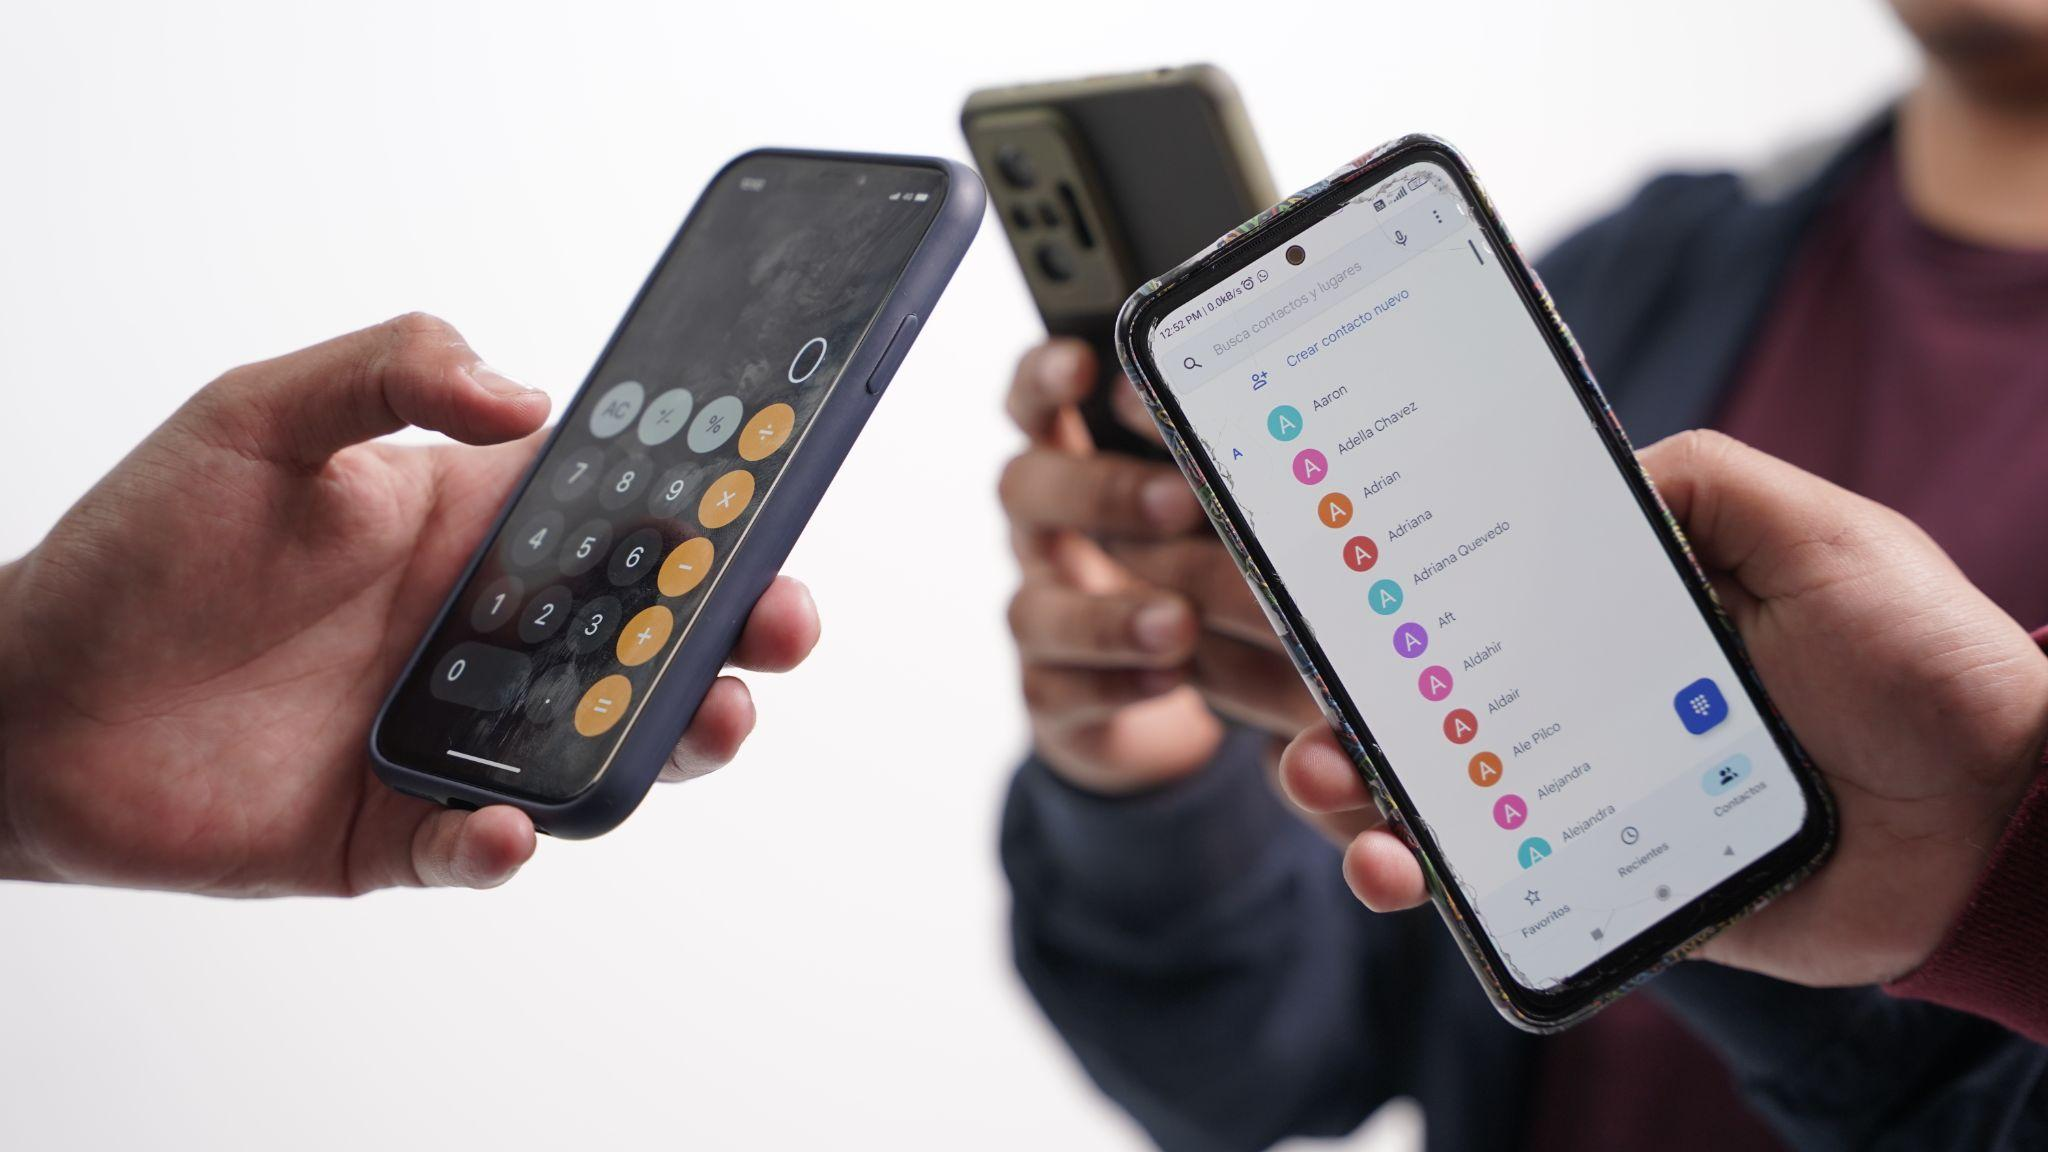 4G
0
AC +/- % ÷
7 8 9 ×
4 5 6 −
1 2 3 +
0 . =
12:52 PM | 0.0kB/s
Busca contactos y lugares
Crear contacto nuevo
A
A Aaron
A Adella Chavez
A Adrian
A Adriana
A Adriana Quevedo
A Aft
A Aldahir
A Aldair
A Ale Pilco
A Alejandra
A Alejandra
Favoritos
Recientes
Contactos